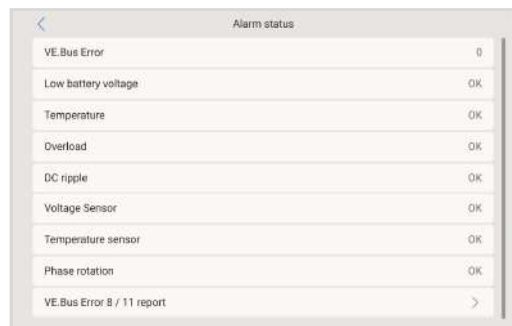 Alarm status
VE.Bus Error 0
Low battery voltage OK
Temperature OK
Overload OK
DC ripple OK
Voltage Sensor OK
Temperature sensor OK
Phase rotation OK
VE.Bus Error 8 / 11 report